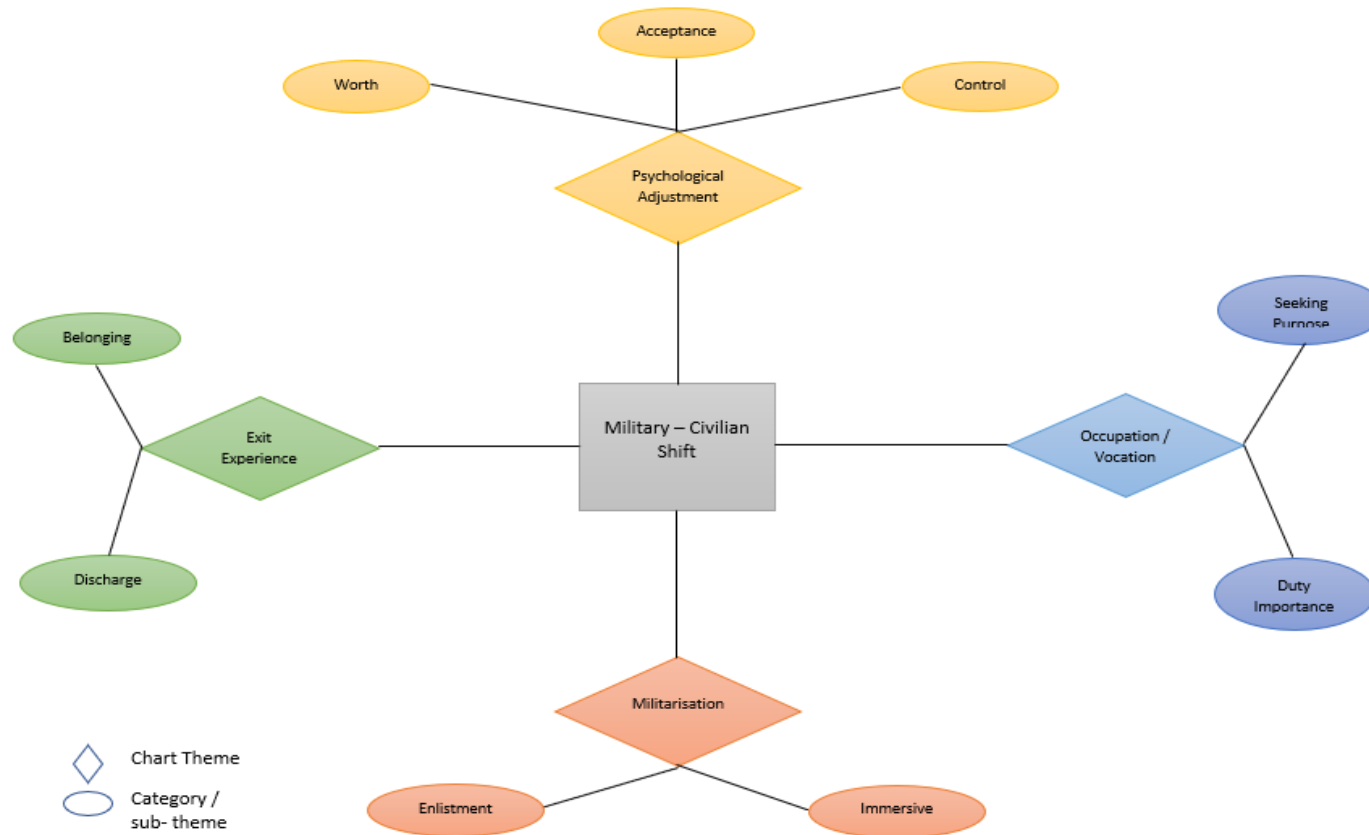 Acceptance
Worth
Control
Psychological
Adjustment
Seeking
Purpose
Belonging
Exit
Experience
Military – Civilian
Shift
Occupation /
Vocation
Discharge
Duty
Importance
Militarisation
Enlistment
Immersive
Chart Theme
Category /
sub- theme